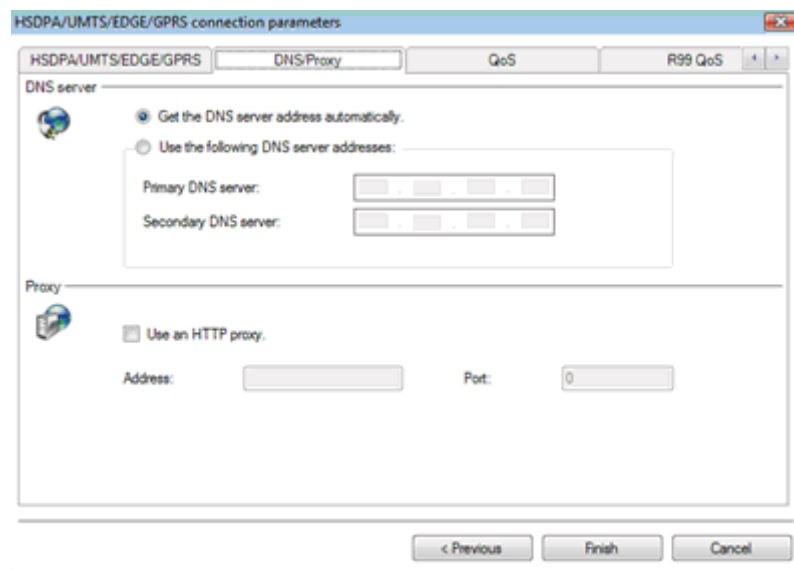 HSDPA/UMTS/EDGE/GPRS connection parameters
HSDPA/UMTS/EDGE/GPRS DNS/Proxy QoS R99 QoS
DNS server
Get the DNS server address automatically.
Use the following DNS server addresses:
Primary DNS server:
Secondary DNS server:
Proxy
Use an HTTP proxy.
Address: Port: 0
< Previous Finish Cancel